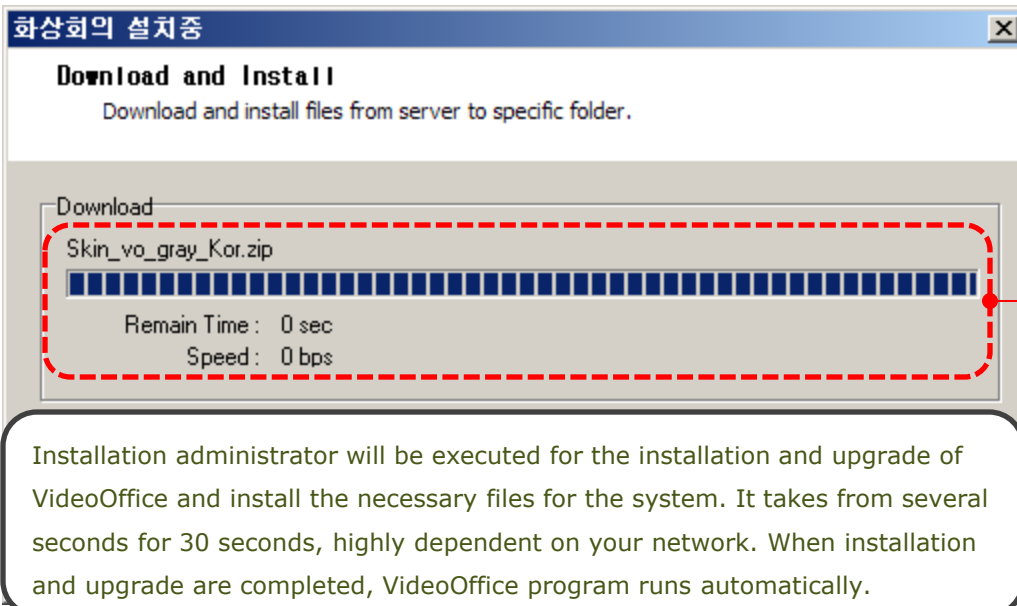 화상회의 설치중
Download and Install
Download and install files from server to specific folder.
Download
Skin_vo_gray_Kor.zip
Remain Time : 0 sec
Speed : 0 bps
Installation administrator will be executed for the installation and upgrade of
VideoOffice and install the necessary files for the system. It takes from several
seconds for 30 seconds, highly dependent on your network. When installation
and upgrade are completed, VideoOffice program runs automatically.